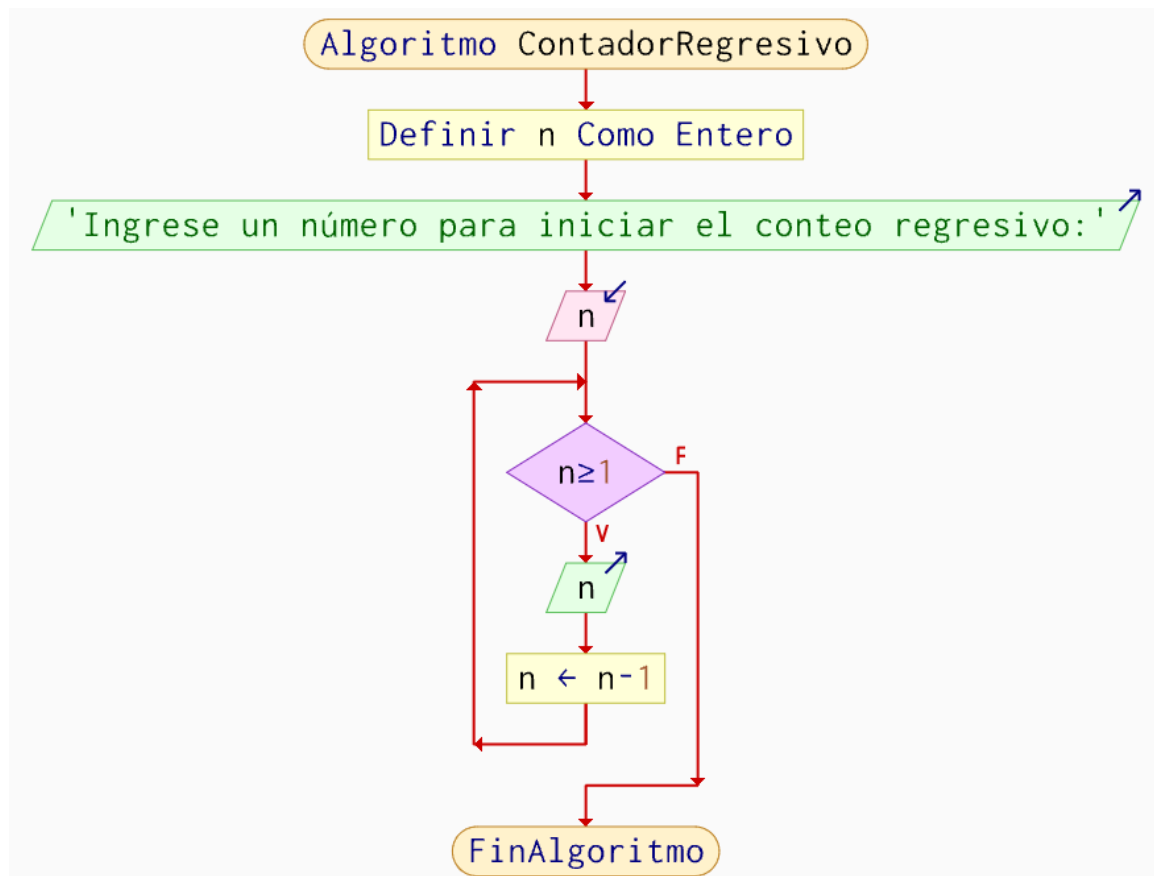 Algoritmo ContadorRegresivo
Definir n Como Entero
'Ingrese un número para iniciar el conteo regresivo:'
n
n≥1
F
V
n
n ← n-1
FinAlgoritmo